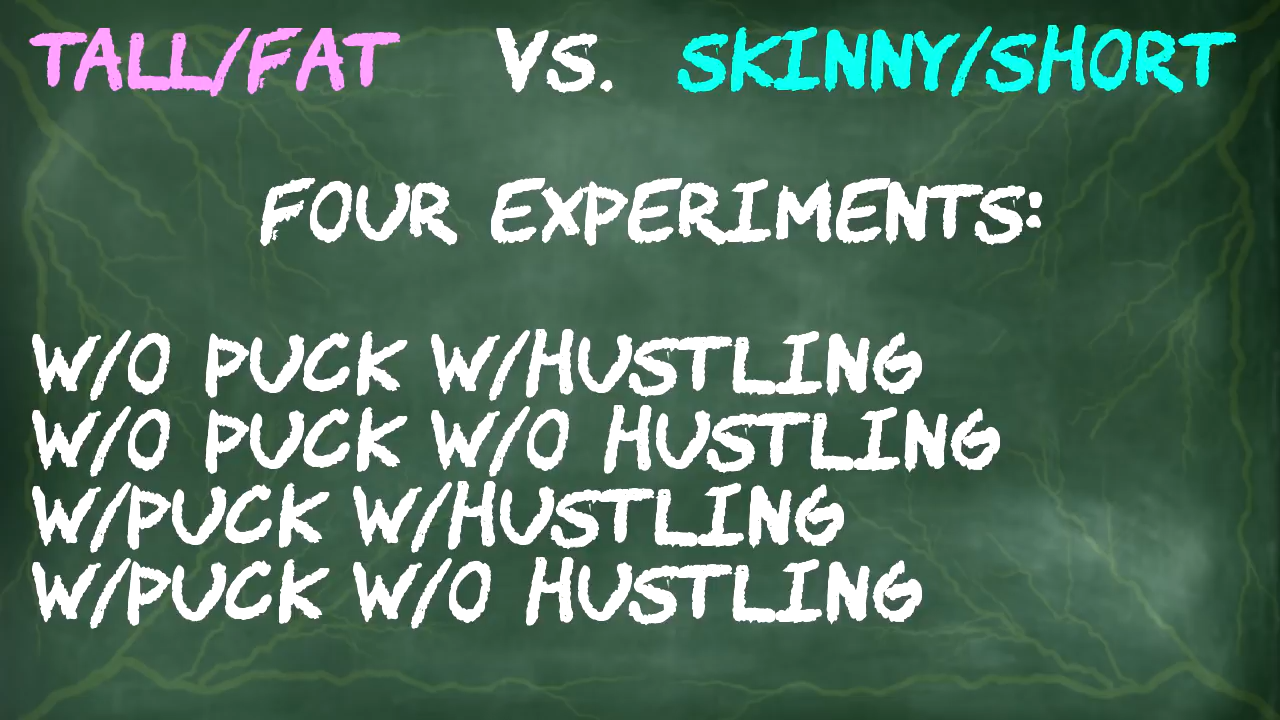 TALL/FAT VS. SKINNY/SHORT
FOUR EXPERIMENTS:
W/O PUCK W/HUSTLING
W/O PUCK W/O HUSTLING
W/PUCK W/HUSTLING
W/PUCK W/O HUSTLING